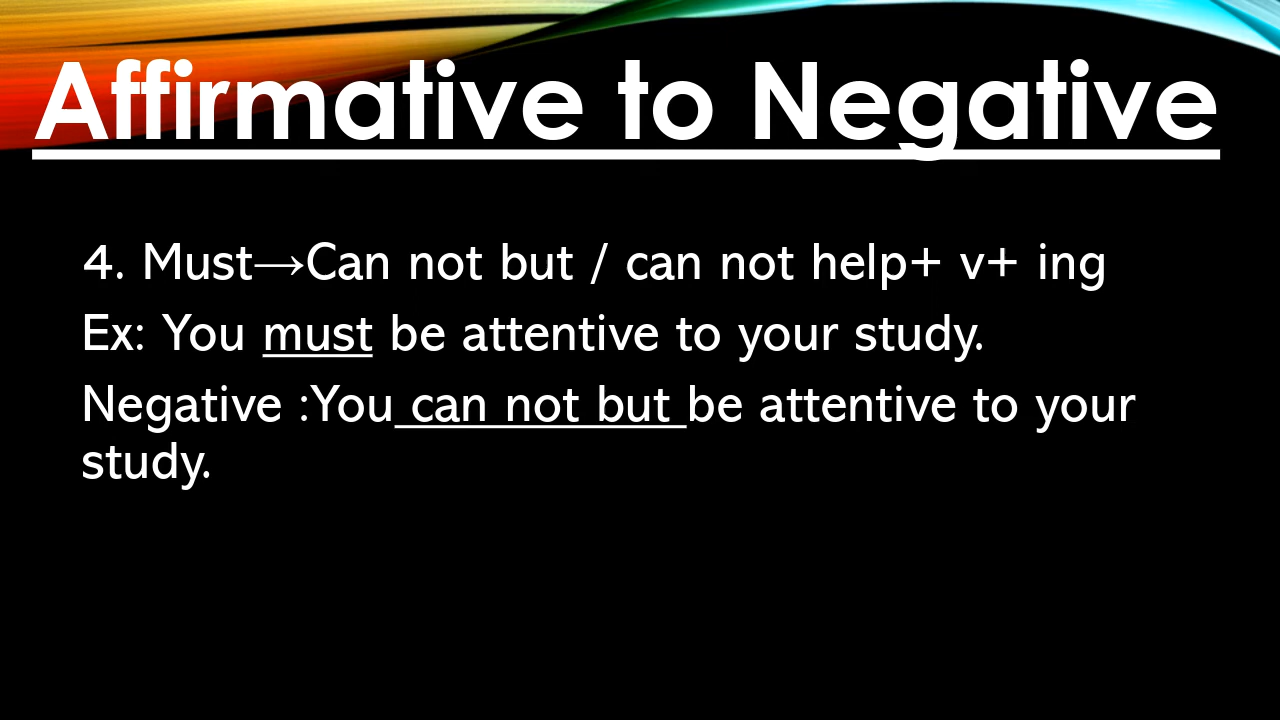 Affirmative to Negative
4. Must→Can not but / can not help+ v+ ing
Ex: You must be attentive to your study.
Negative :You can not but be attentive to your
study.